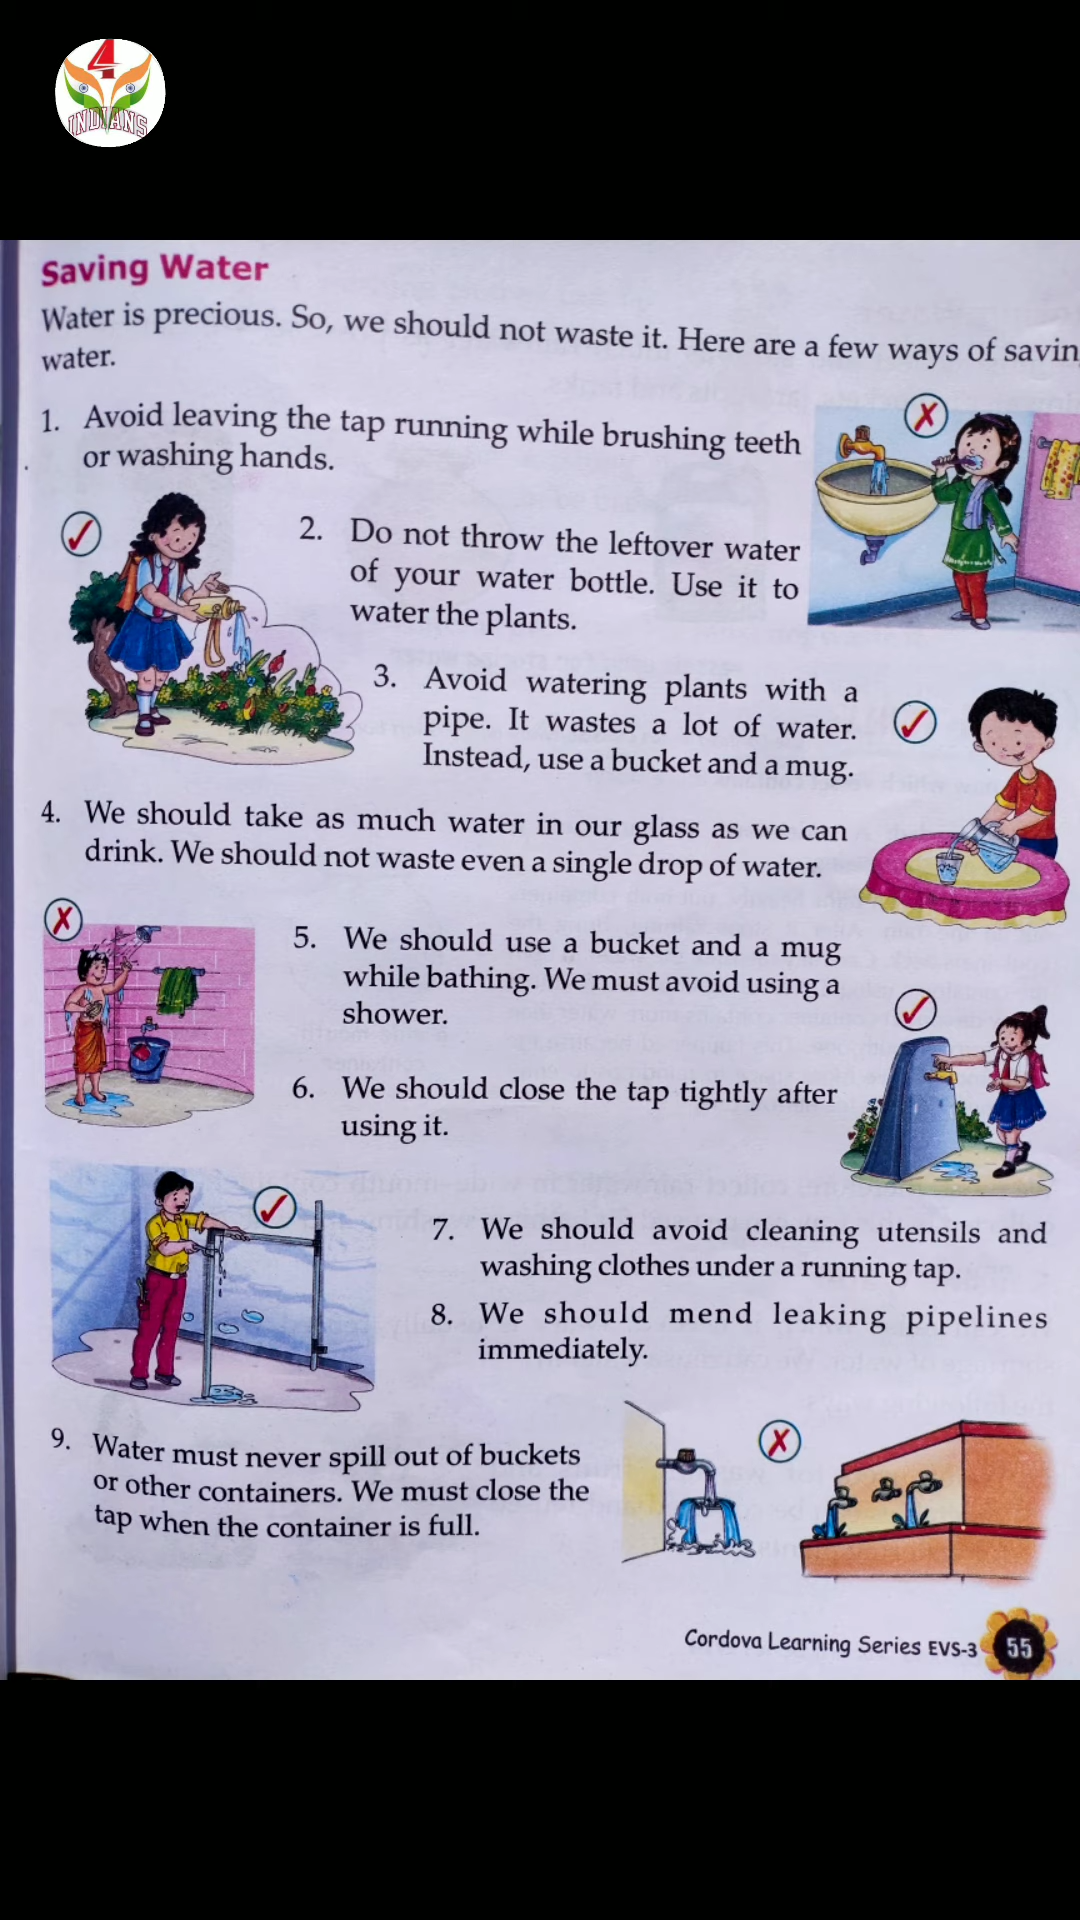 4
INDIANS
Saving Water
Water is precious. So, we should not waste it. Here are a few ways of savin
water.
1. Avoid leaving the tap running while brushing teeth
or washing hands.
2. Do not throw the leftover water
of your water bottle. Use it to
water the plants.
3. Avoid watering plants with a
pipe. It wastes a lot of water.
Instead, use a bucket and a mug.
4. We should take as much water in our glass as we can
drink. We should not waste even a single drop of water.
5. We should use a bucket and a mug
while bathing. We must avoid using a
shower.
6. We should close the tap tightly after
using it.
7. We should avoid cleaning utensils and
washing clothes under a running tap.
8. We should mend leaking pipelines
immediately.
9. Water must never spill out of buckets
or other containers. We must close the
tap when the container is full.
Cordova Learning Series EVS-3 55